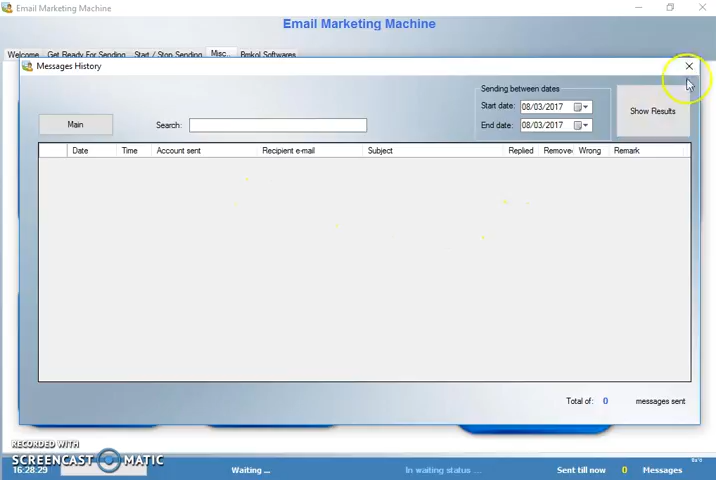 Email Marketing Machine
Email Marketing Machine
Welcome Get Ready For Sending Start / Stop Sending Misc.. Bmkol Softwares
Messages History
Sending between dates
Start date: 08/03/2017
Show Results
Main Search: End date: 08/03/2017
Date Time Account sent Recipient e-mail Subject Replied Remove Wrong Remark
Total of: 0 messages sent
RECORDED WITH
SCREENCAST MATIC
16:28:29 Waiting ... In waiting status ... Sent till now 0 Messages